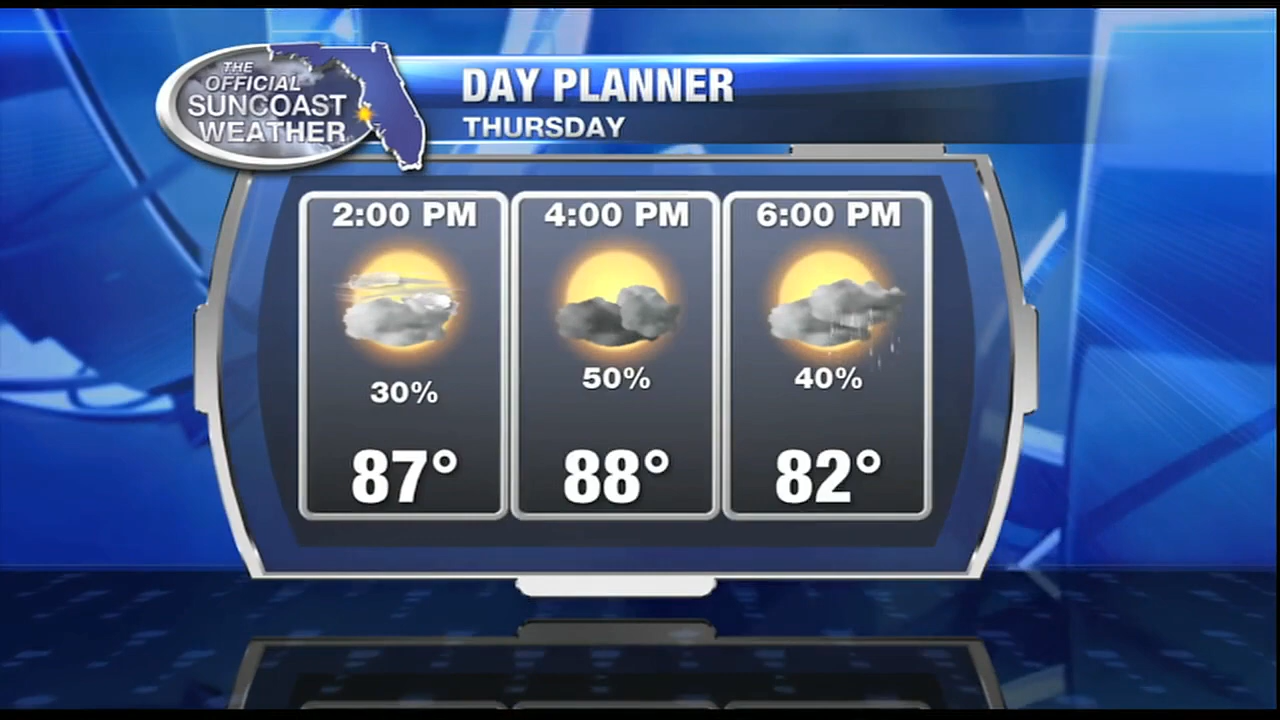 THE
OFFICIAL
SUNCOAST
WEATHER
DAY PLANNER
THURSDAY
2:00 PM
30%
87°
4:00 PM
50%
88°
6:00 PM
40%
82°